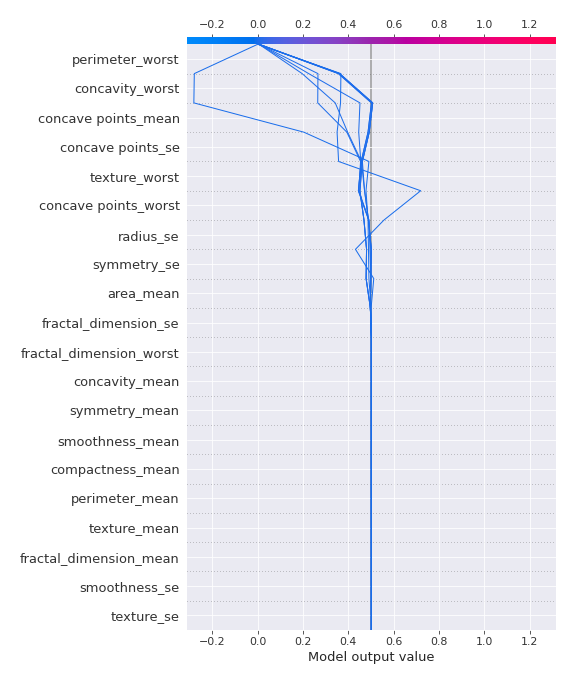 −0.2 0.0 0.2 0.4 0.6 0.8 1.0 1.2
perimeter_worst
concavity_worst
concave points_mean
concave points_se
texture_worst
concave points_worst
radius_se
symmetry_se
area_mean
fractal_dimension_se
fractal_dimension_worst
concavity_mean
symmetry_mean
smoothness_mean
compactness_mean
perimeter_mean
texture_mean
fractal_dimension_mean
smoothness_se
texture_se
−0.2 0.0 0.2 0.4 0.6 0.8 1.0 1.2
Model output value